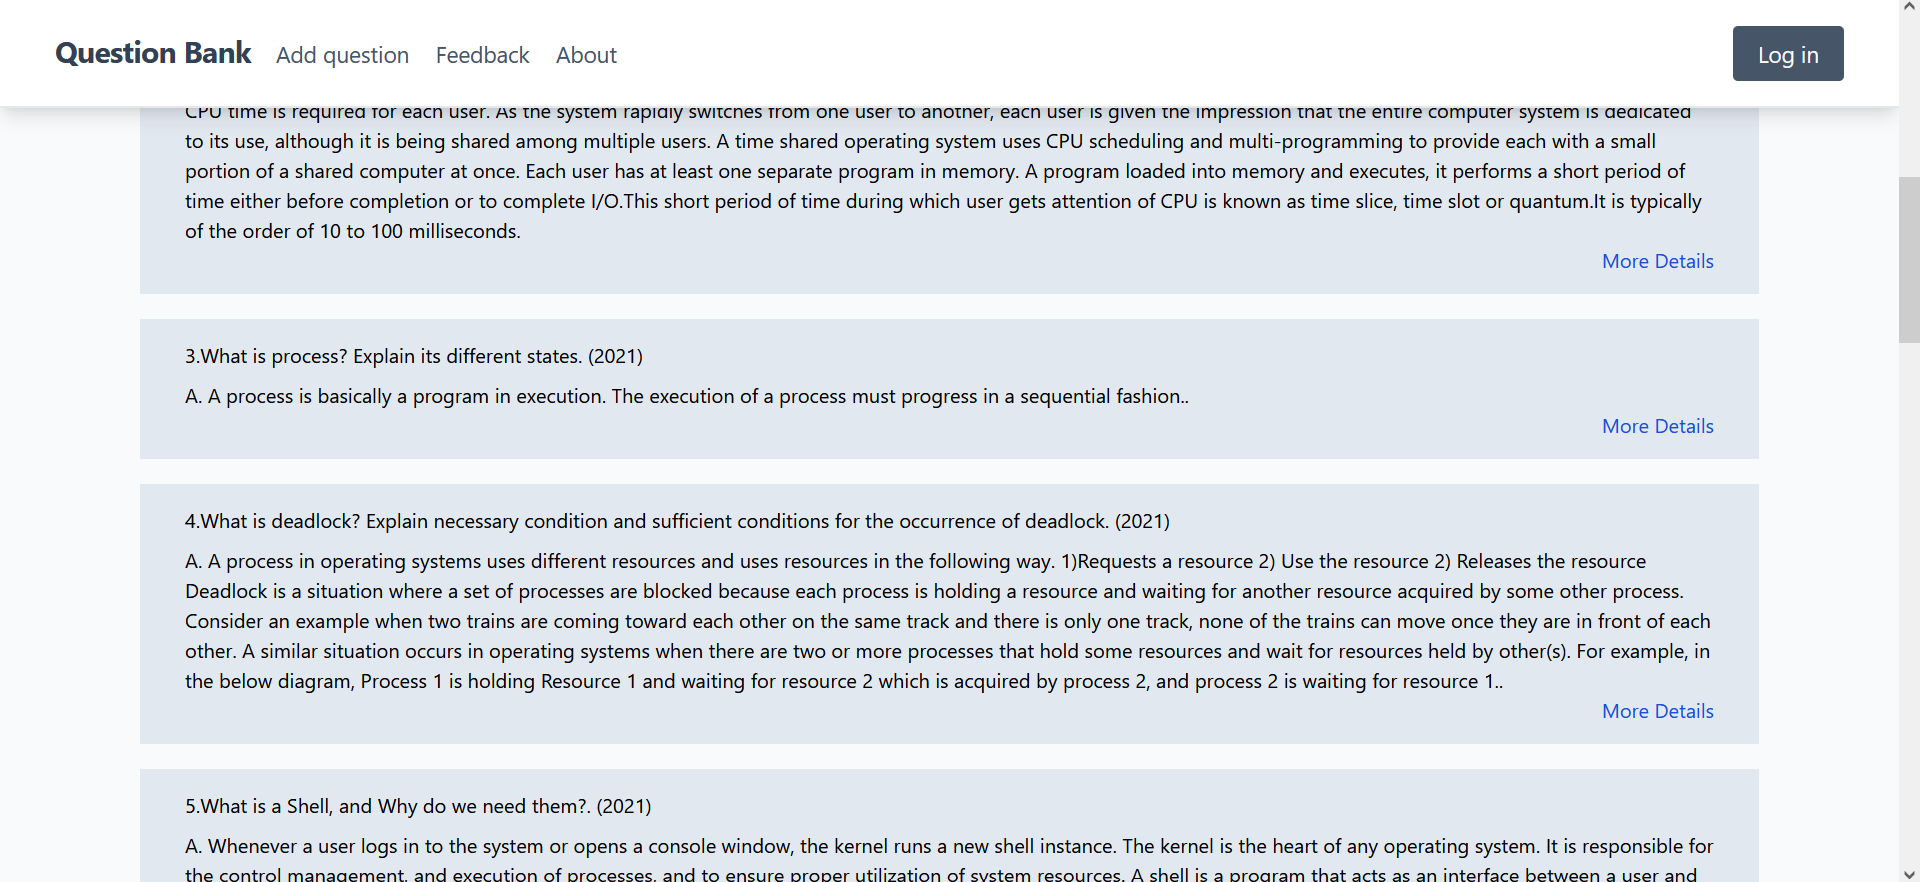 Question Bank Add question Feedback About Log in
CPU time is required for each user. As the system rapidly switches from one user to another, each user is given the impression that the entire computer system is dedicated
to its use, although it is being shared among multiple users. A time shared operating system uses CPU scheduling and multi-programming to provide each with a small
portion of a shared computer at once. Each user has at least one separate program in memory. A program loaded into memory and executes, it performs a short period of
time either before completion or to complete I/O.This short period of time during which user gets attention of CPU is known as time slice, time slot or quantum.It is typically
of the order of 10 to 100 milliseconds.
More Details
3.What is process? Explain its different states. (2021)
A. A process is basically a program in execution. The execution of a process must progress in a sequential fashion..
More Details
4.What is deadlock? Explain necessary condition and sufficient conditions for the occurrence of deadlock. (2021)
A. A process in operating systems uses different resources and uses resources in the following way. 1)Requests a resource 2) Use the resource 2) Releases the resource
Deadlock is a situation where a set of processes are blocked because each process is holding a resource and waiting for another resource acquired by some other process.
Consider an example when two trains are coming toward each other on the same track and there is only one track, none of the trains can move once they are in front of each
other. A similar situation occurs in operating systems when there are two or more processes that hold some resources and wait for resources held by other(s). For example, in
the below diagram, Process 1 is holding Resource 1 and waiting for resource 2 which is acquired by process 2, and process 2 is waiting for resource 1..
More Details
5.What is a Shell, and Why do we need them?. (2021)
A. Whenever a user logs in to the system or opens a console window, the kernel runs a new shell instance. The kernel is the heart of any operating system. It is responsible for
the control management, and execution of processes, and to ensure proper utilization of system resources. A shell is a program that acts as an interface between a user and